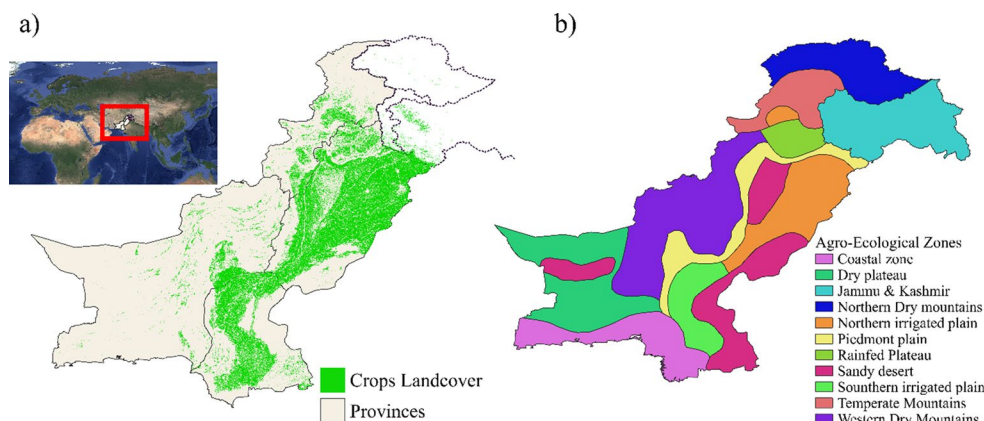 a)
Crops Landcover
Provinces
b)
Agro-Ecological Zones
Coastal zone
Dry plateau
Jammu & Kashmir
Northern Dry mountains
Northern irrigated plain
Piedmont plain
Rainfed Plateau
Sandy desert
Sounthern irrigated plain
Temperate Mountains
Western Dry Mountains